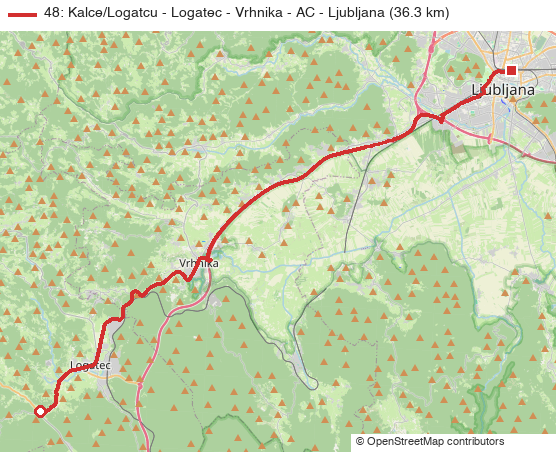 48: Kalce/Logatcu - Logatec - Vrhnika - AC - Ljubljana (36.3 km)
Ljubljana
Vrhnika
Logatec
© OpenStreetMap contributors